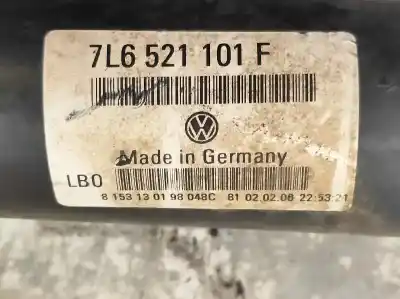 7L6 521 101 F
Made in Germany
LBO
8 153 13 01 98 048C 81 02.02.06 22:53:21